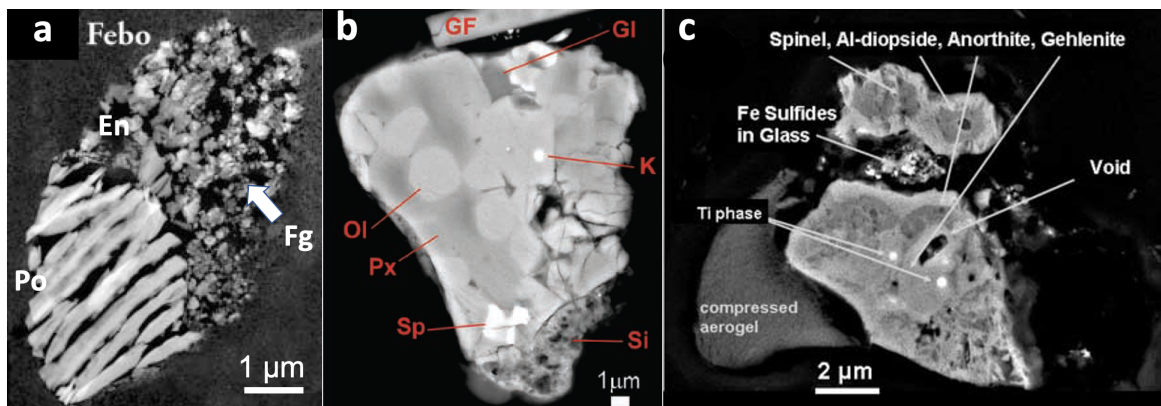 a
Febo
En
Po
Fg
1 µm
b
GF
Gl
K
Ol
Px
Sp
Si
1µm
c
Spinel, Al-diopside, Anorthite, Gehlenite
Fe Sulfides
in Glass
Void
Ti phase
compressed
aerogel
2 µm